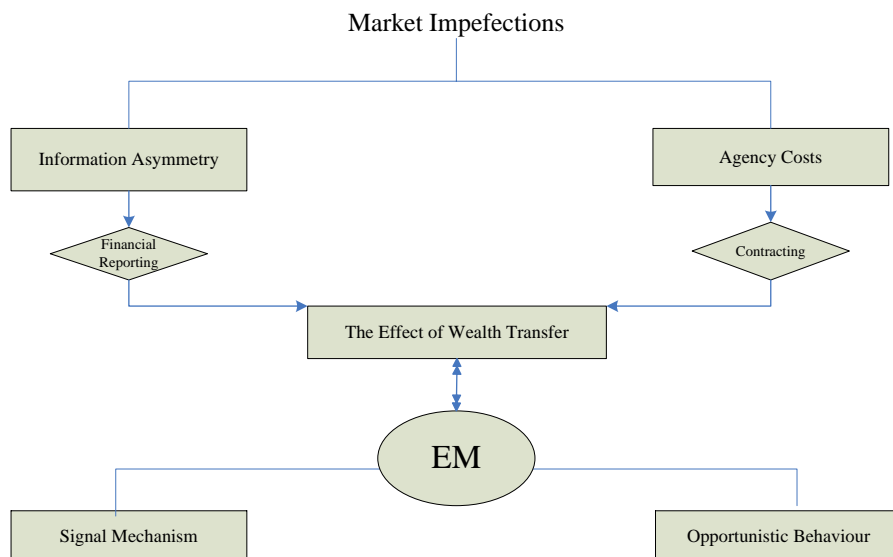 Market Impefections
Information Asymmetry
Agency Costs
Financial
Reporting
Contracting
The Effect of Wealth Transfer
EM
Signal Mechanism
Opportunistic Behaviour